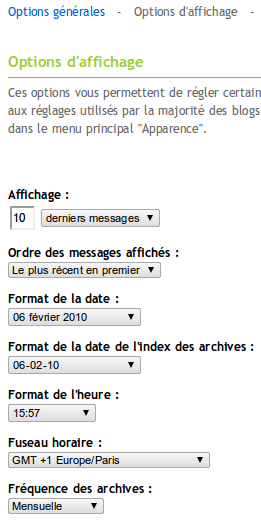 Options générales - Options d'affichage -
Options d'affichage
Ces options vous permettent de régler certain
aux réglages utilisés par la majorité des blogs
dans le menu principal "Apparence".
Affichage :
10 derniers messages
Ordre des messages affichés :
Le plus récent en premier
Format de la date :
06 février 2010
Format de la date de l'index des archives :
06-02-10
Format de l'heure :
15:57
Fuseau horaire :
GMT +1 Europe/Paris
Fréquence des archives :
Mensuelle